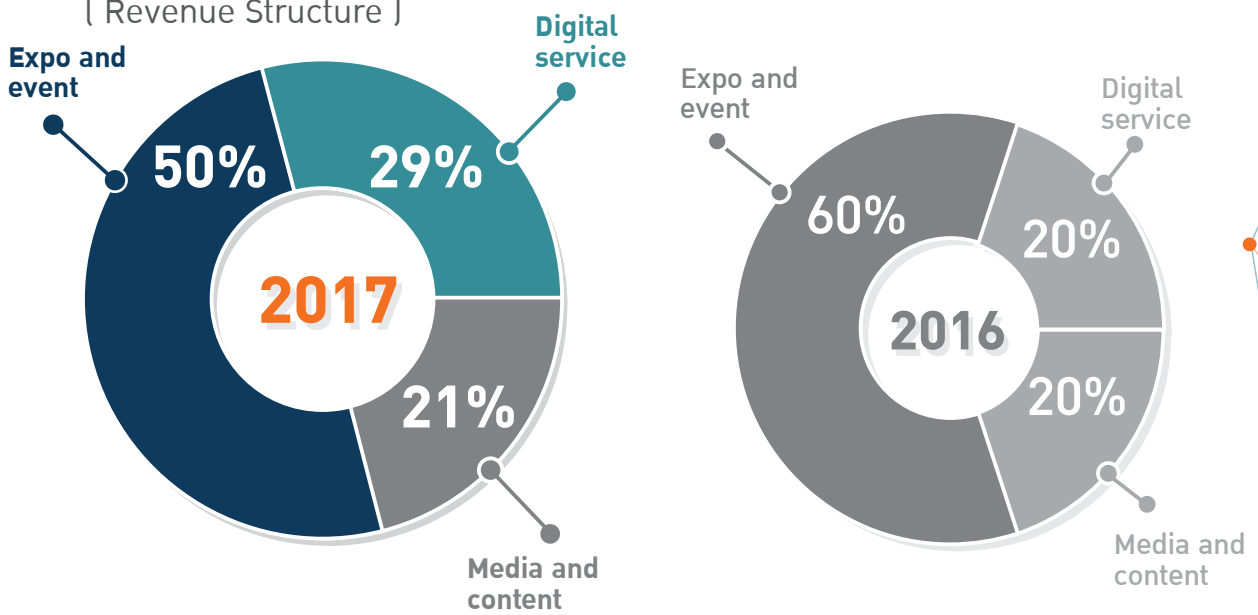 ( Revenue Structure )
Expo and
event
Digital
service
50%
29%
2017
21%
Media and
content
Expo and
event
Digital
service
60%
20%
2016
20%
Media and
content